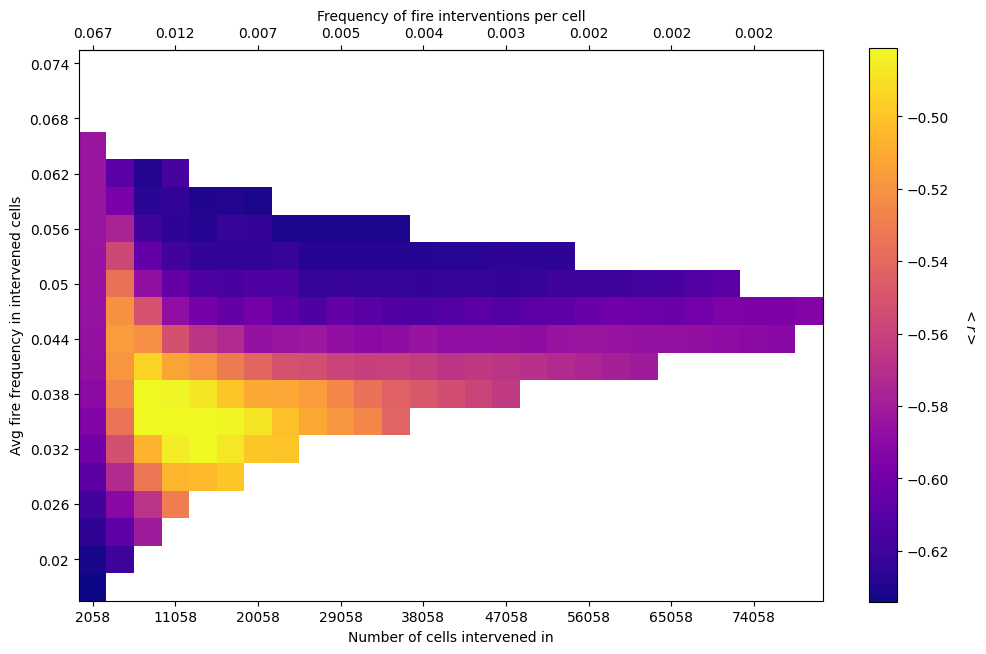 Frequency of fire interventions per cell
0.067 0.012 0.007 0.005 0.004 0.003 0.002 0.002 0.002
Avg fire frequency in intervened cells
0.074
0.068
0.062
0.056
0.05
0.044
0.038
0.032
0.026
0.02
2058 11058 20058 29058 38058 47058 56058 65058 74058
Number of cells intervened in
−0.50
−0.52
−0.54
−0.56
−0.58
−0.60
−0.62
< r >